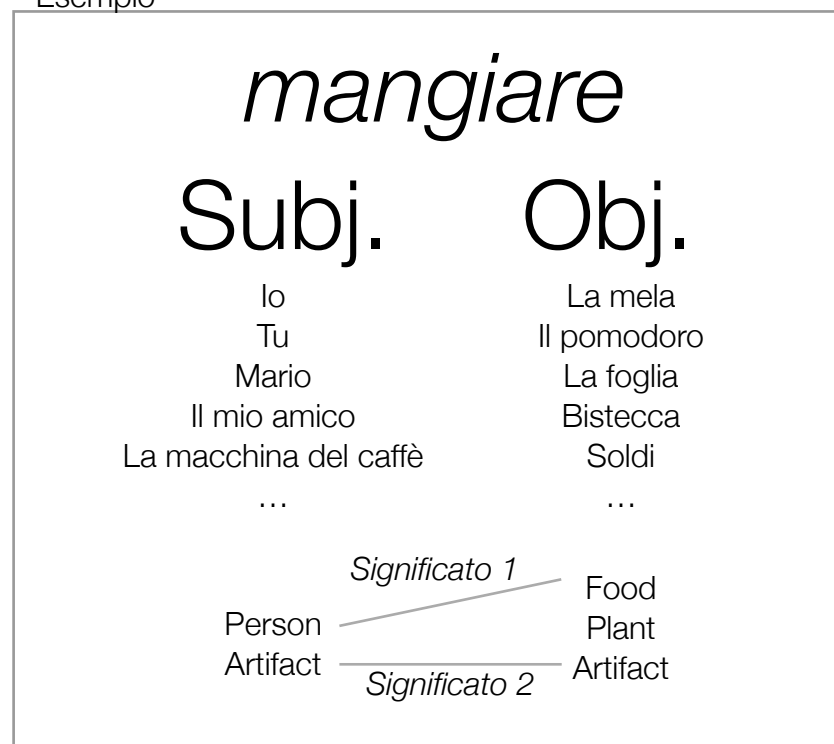 Esempio
mangiare
Subj. Obj.
Io La mela
Tu Il pomodoro
Mario La foglia
Il mio amico Bistecca
La macchina del caffè Soldi
… …
Significato 1
Food
Person Plant
Artifact Artifact
Significato 2